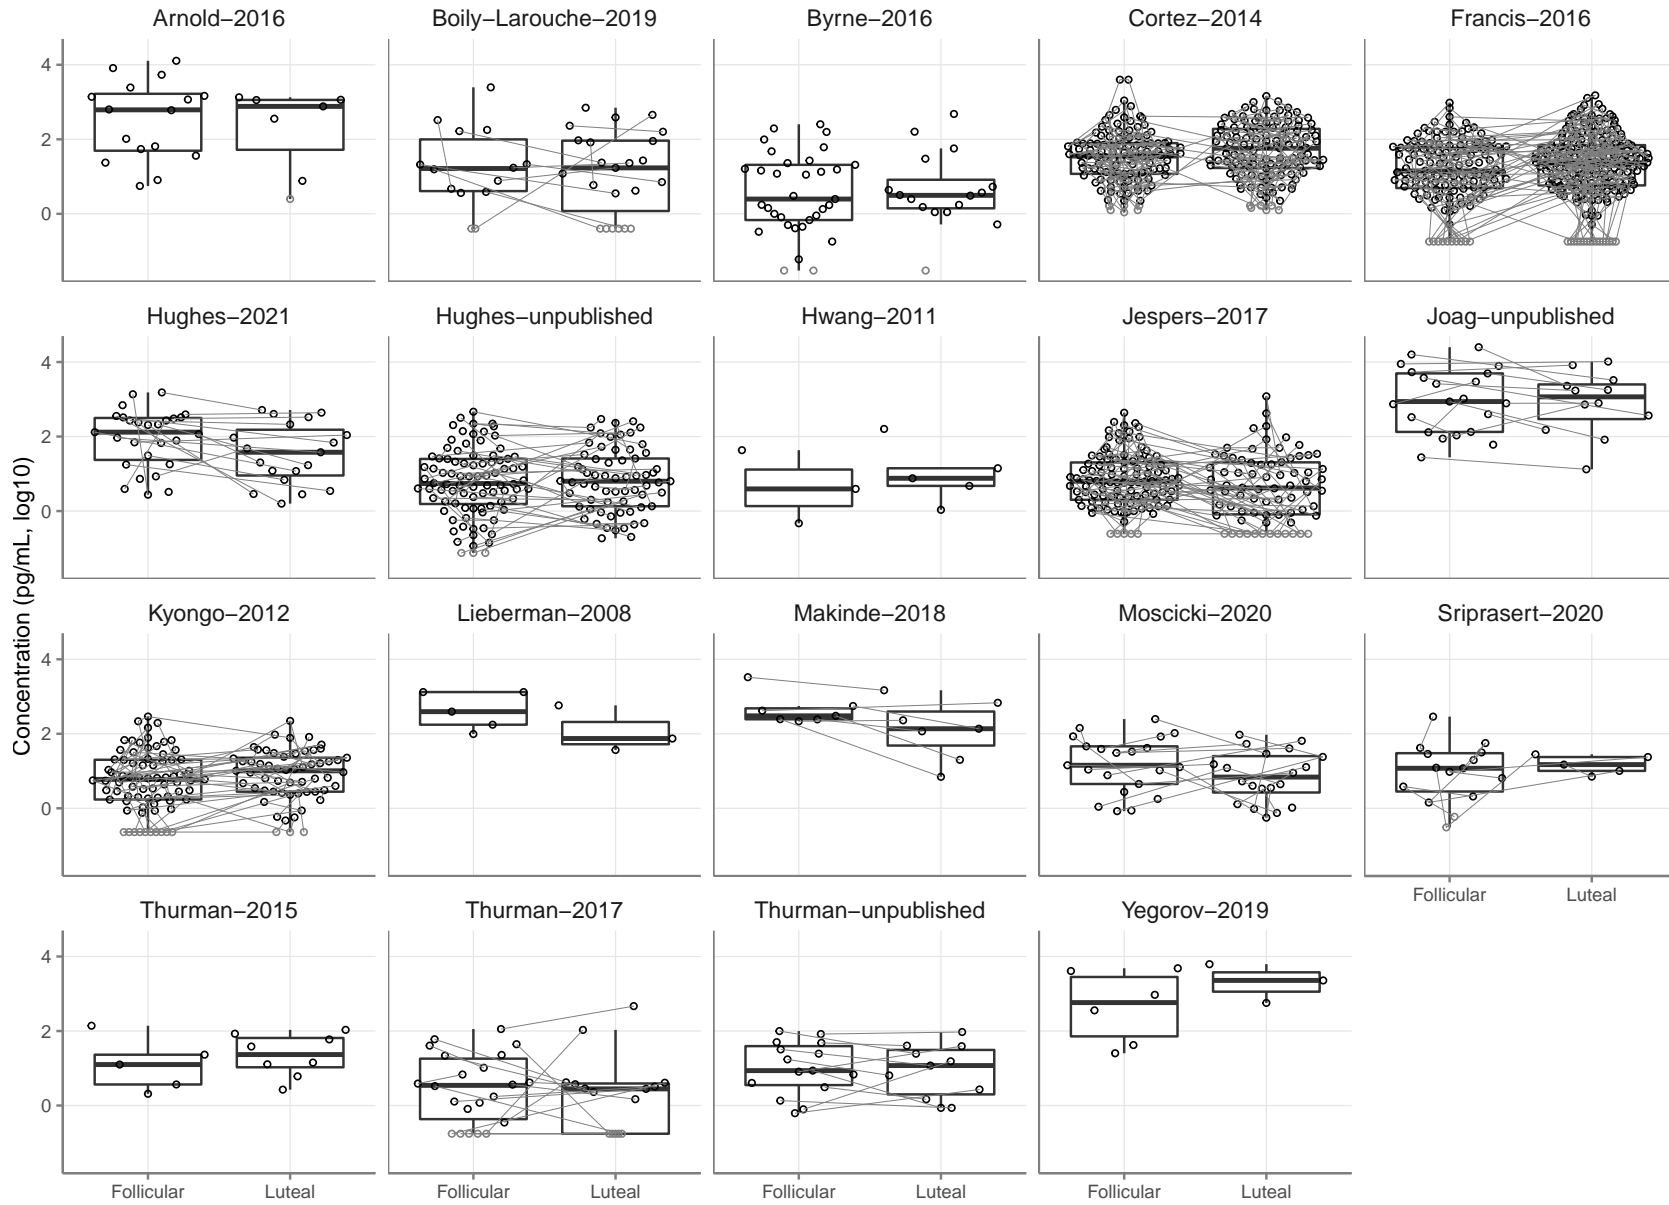 Arnold−2016
Boily−Larouche−2019
Byrne−2016
Cortez−2014
Francis−2016
4
2
0
Hughes−2021
Hughes−unpublished
Hwang−2011
Jespers−2017
Joag−unpublished
4
2
0
Concentration (pg/mL, log10)
Kyongo−2012
Lieberman−2008
Makinde−2018
Moscicki−2020
Sriprasert−2020
4
2
0
Follicular
Luteal
Thurman−2015
Thurman−2017
Thurman−unpublished
Yegorov−2019
4
2
0
Follicular
Luteal
Follicular
Luteal
Follicular
Luteal
Follicular
Luteal